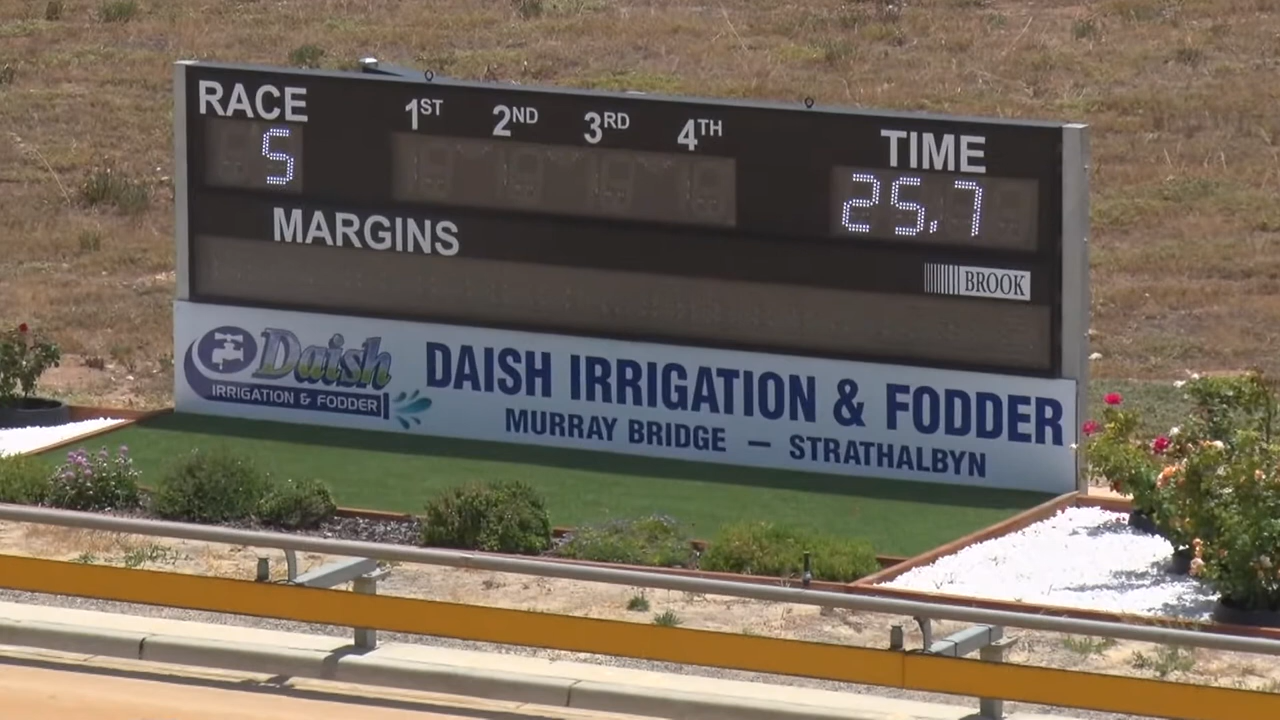 RACE 1ST 2ND 3RD 4TH TIME
5 25.7
MARGINS
BROOK
Daish
IRRIGATION & FODDER
DAISH IRRIGATION & FODDER
MURRAY BRIDGE – STRATHALBYN